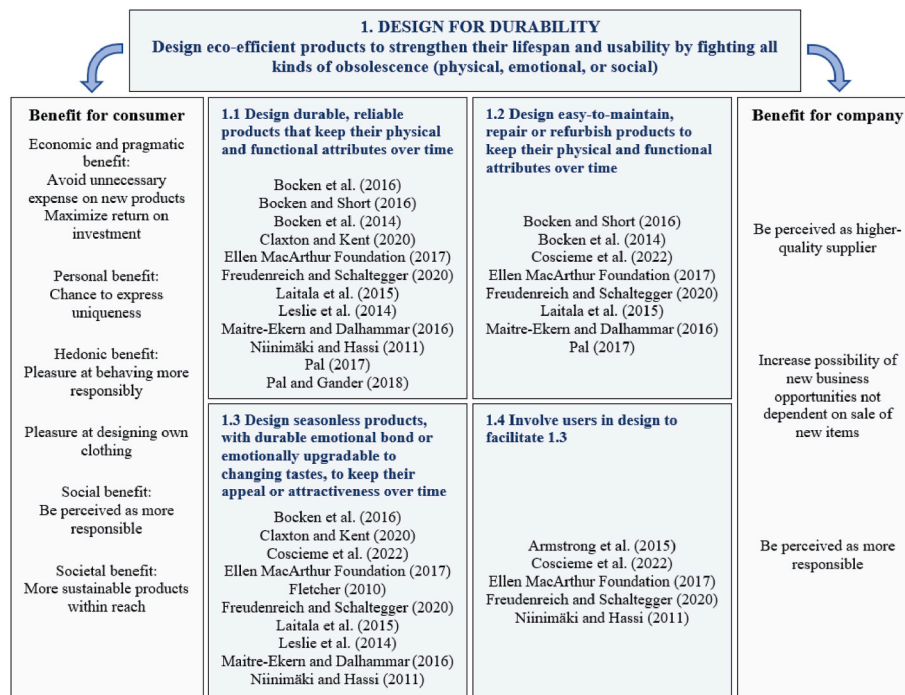 1. DESIGN FOR DURABILITY
Design eco-efficient products to strengthen their lifespan and usability by fighting all
kinds of obsolescence (physical, emotional, or social)
Benefit for consumer
Economic and pragmatic
benefit:
Avoid unnecessary
expense on new products
Maximize return on
investment
Personal benefit:
Chance to express
uniqueness
Hedonic benefit:
Pleasure at behaving more
responsibly
Pleasure at designing own
clothing
Social benefit:
Be perceived as more
responsible
Societal benefit:
More sustainable products
within reach
1.1 Design durable, reliable
products that keep their physical
and functional attributes over time
Bocken et al. (2016)
Bocken and Short (2016)
Bocken et al. (2014)
Claxton and Kent (2020)
Ellen MacArthur Foundation (2017)
Freudenreich and Schaltegger (2020)
Laitala et al. (2015)
Leslie et al. (2014)
Maitre-Ekern and Dalhammar (2016)
Niinimäki and Hassi (2011)
Pal (2017)
Pal and Gander (2018)
1.2 Design easy-to-maintain,
repair or refurbish products to
keep their physical and functional
attributes over time
Bocken and Short (2016)
Bocken et al. (2014)
Coscieme et al. (2022)
Ellen MacArthur Foundation (2017)
Freudenreich and Schaltegger (2020)
Laitala et al. (2015)
Maitre-Ekern and Dalhammar (2016)
Pal (2017)
1.3 Design seasonless products,
with durable emotional bond or
emotionally upgradable to
changing tastes, to keep their
appeal or attractiveness over time
Bocken et al. (2016)
Claxton and Kent (2020)
Coscieme et al. (2022)
Ellen MacArthur Foundation (2017)
Fletcher (2010)
Freudenreich and Schaltegger (2020)
Laitala et al. (2015)
Leslie et al. (2014)
Maitre-Ekern and Dalhammar (2016)
Niinimäki and Hassi (2011)
1.4 Involve users in design to
facilitate 1.3
Armstrong et al. (2015)
Coscieme et al. (2022)
Ellen MacArthur Foundation (2017)
Freudenreich and Schaltegger (2020)
Niinimäki and Hassi (2011)
Benefit for company
Be perceived as higher-
quality supplier
Increase possibility of
new business
opportunities not
dependent on sale of
new items
Be perceived as more
responsible